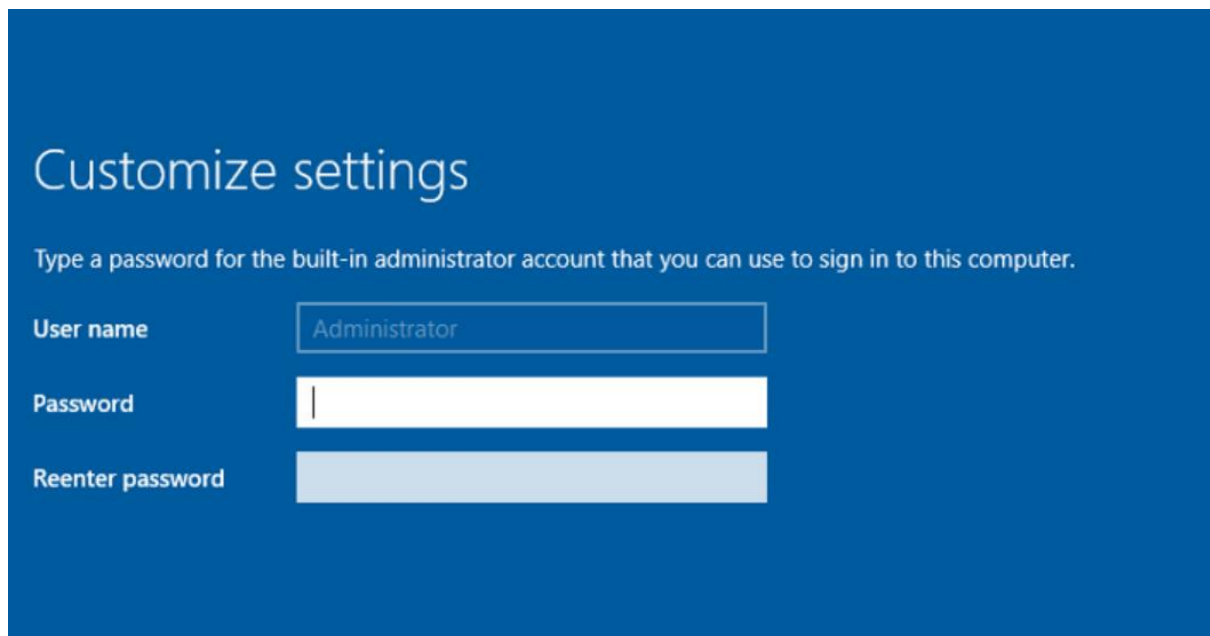 Customize settings
Type a password for the built-in administrator account that you can use to sign in to this computer.
User name
Administrator
Password
Reenter password